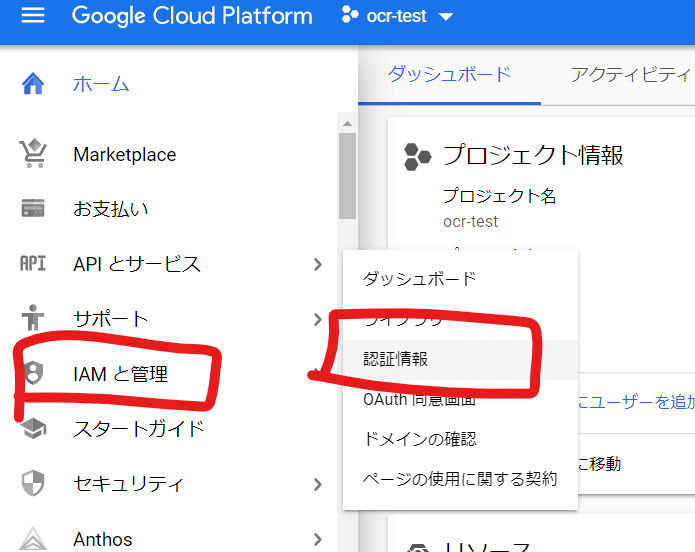 Google Cloud Platform
ocr-test
ホーム
Marketplace
お支払い
API APIとサービス
サポート
IAMと管理
スタートガイド
セキュリティ
Anthos
ダッシュボード
アクティビティ
プロジェクト情報
プロジェクト名
ocr-test
ダッシュボード
ライブラリ
認証情報
OAuth 同意画面
ドメインの確認
ページの使用に関する契約
にユーザーを追加
に移動
リソース